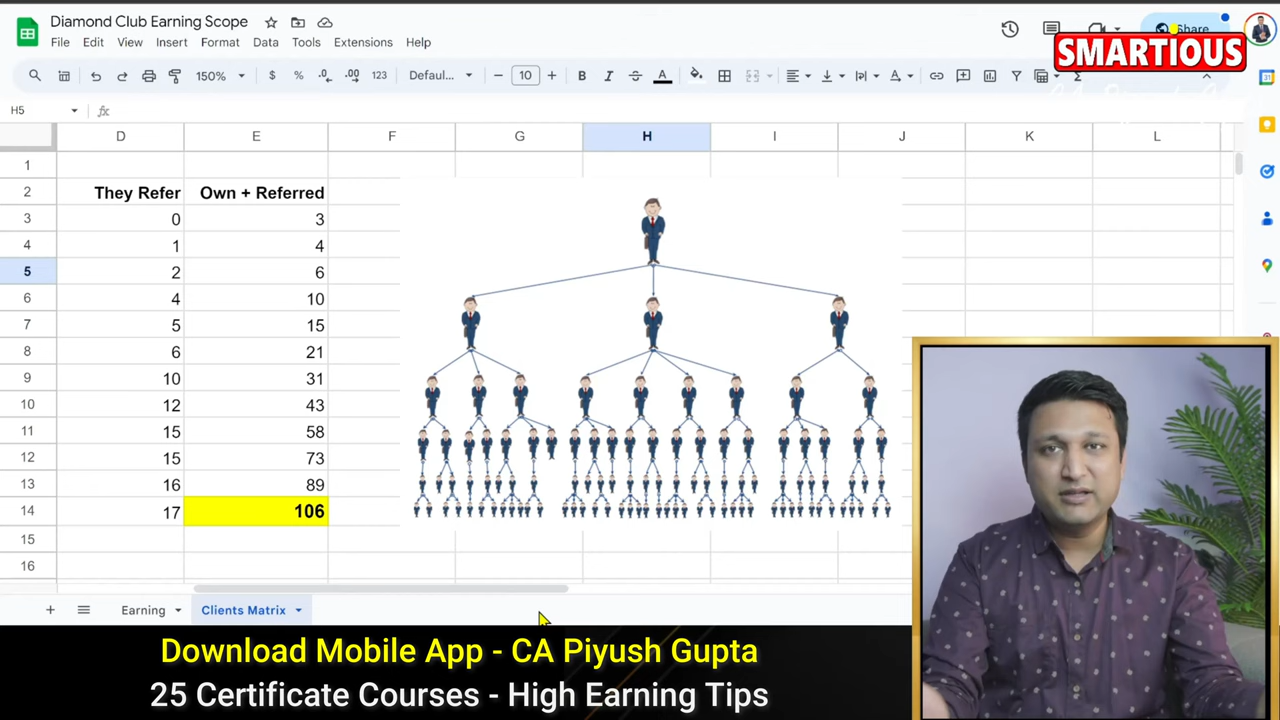 Diamond Club Earning Scope
File Edit View Insert Format Data Tools Extensions Help
Share
SMARTIOUS
150% $ % .0 .00 123 Defaul... 10 B I A
H5 fx
D E F G H I J K L
1
2 They Refer Own + Referred
3 0 3
4 1 4
5 2 6
6 4 10
7 5 15
8 6 21
9 10 31
10 12 43
11 15 58
12 15 73
13 16 89
14 17 106
15
16
Earning Clients Matrix
Download Mobile App - CA Piyush Gupta
25 Certificate Courses - High Earning Tips